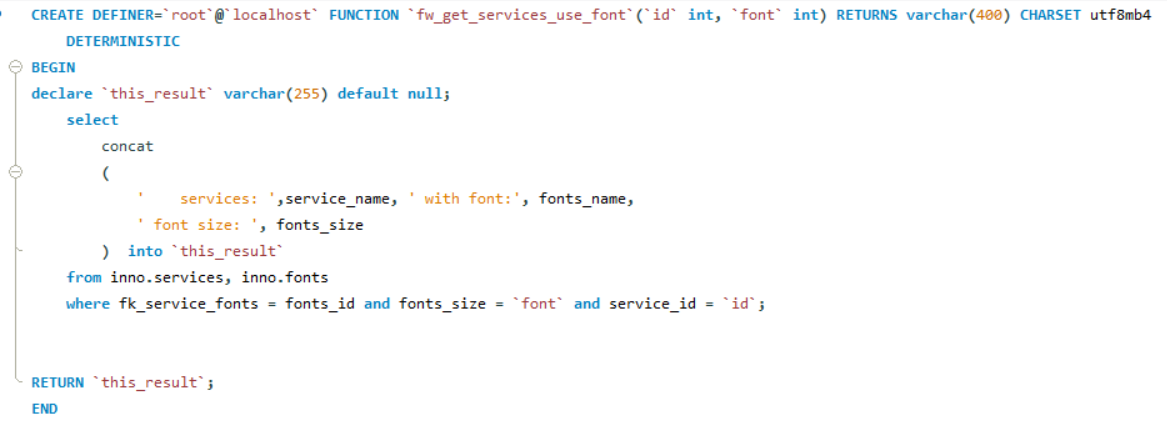 CREATE DEFINER=`root`@`localhost` FUNCTION `fw_get_services_use_font`(`id` int, `font` int) RETURNS varchar(400) CHARSET utf8mb4
    DETERMINISTIC
BEGIN
declare `this_result` varchar(255) default null;
    select
        concat
        (
            '    services: ',service_name, ' with font:', fonts_name,
            ' font size: ', fonts_size
        )  into `this_result`
    from inno.services, inno.fonts
    where fk_service_fonts = fonts_id and fonts_size = `font` and service_id = `id`;
RETURN `this_result`;
END